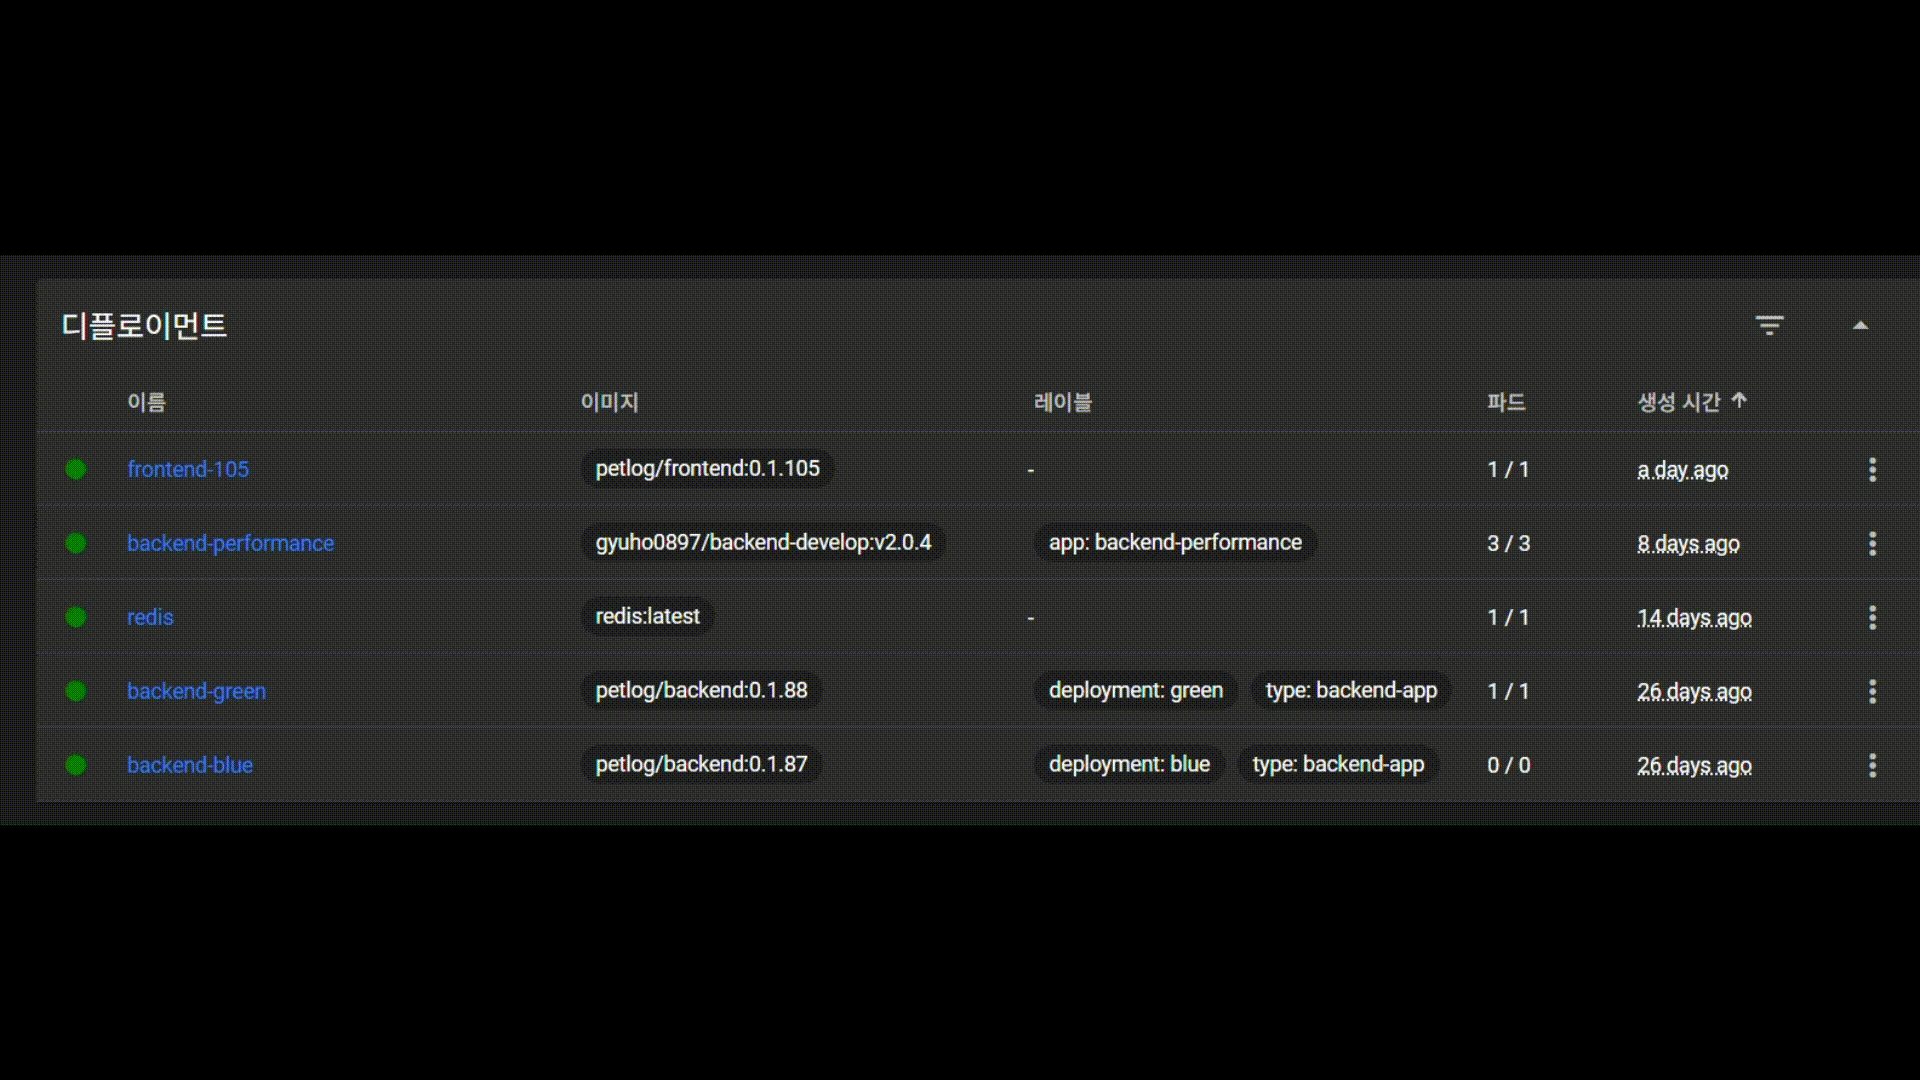 디플로이먼트
이름 이미지 레이블 파드 생성 시간
frontend-105 petlog/frontend:0.1.105 - 1 / 1 a day ago
backend-performance gyuho0897/backend-develop:v2.0.4 app: backend-performance 3 / 3 8 days ago
redis redis:latest - 1 / 1 14 days ago
backend-green petlog/backend:0.1.88 deployment: green type: backend-app 1 / 1 26 days ago
backend-blue petlog/backend:0.1.87 deployment: blue type: backend-app 0 / 0 26 days ago